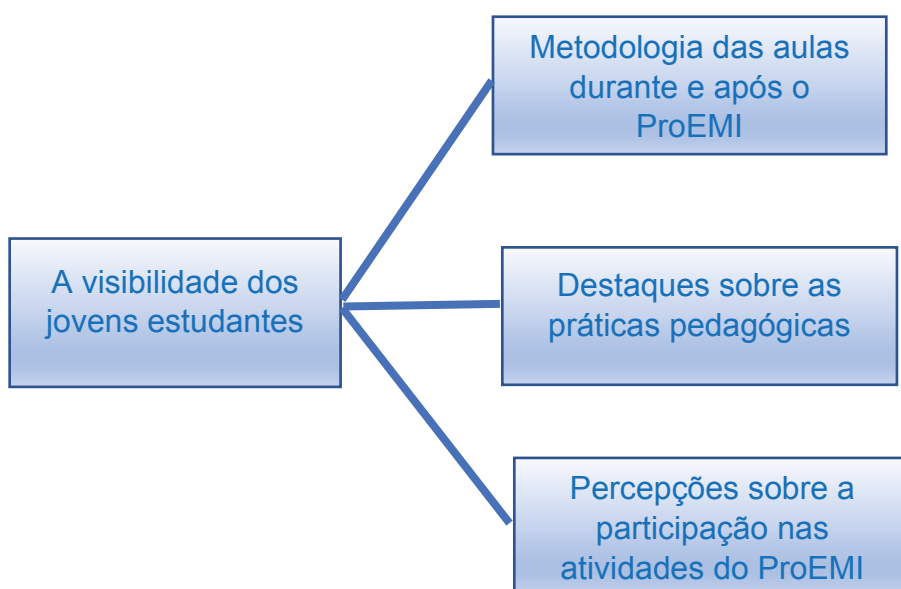 Metodologia das aulas
durante e após o
ProEMI
A visibilidade dos
jovens estudantes
Destaques sobre as
práticas pedagógicas
Percepções sobre a
participação nas
atividades do ProEMI